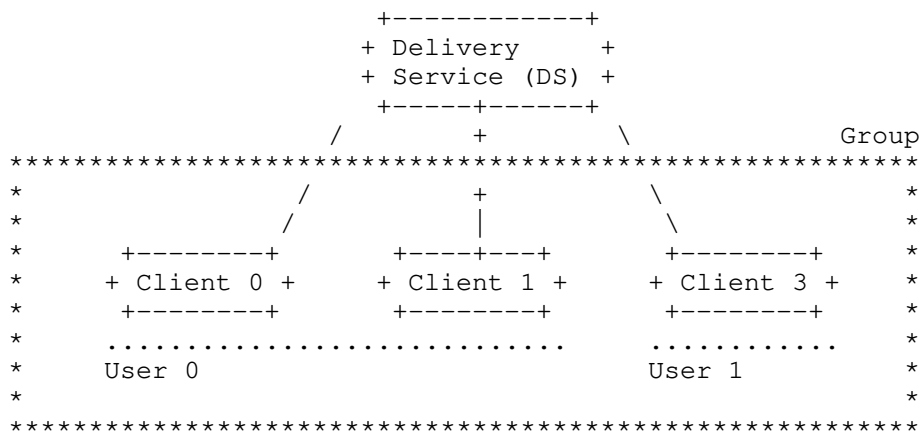 Delivery
Service (DS)
Group
Client 0 Client 1 Client 3
User 0 User 1